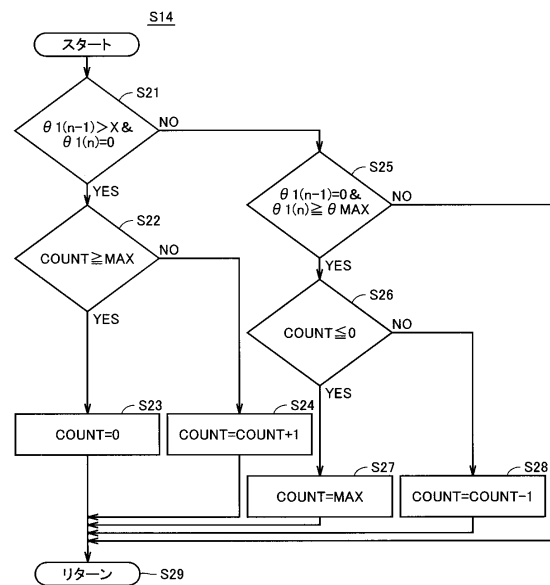 S14
スタート
S21
θ1(n-1)>X&
θ1(n)=0
NO
YES
S22
COUNT≧MAX
NO
YES
S25
θ1(n-1)=0&
θ1(n)≧θMAX
NO
YES
S26
COUNT≦0
NO
YES
S23
COUNT=0
S24
COUNT=COUNT+1
S27
COUNT=MAX
S28
COUNT=COUNT-1
リターン
S29